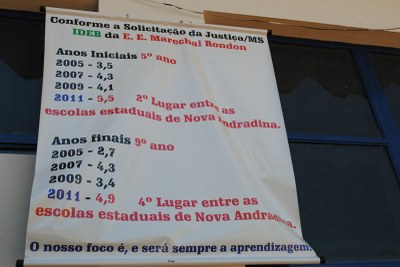 Conforme a Solicitação da Justiça/MS
IDEB da E. E. Marechal Rondon
Anos Iniciais 5º ano
2005 - 3,5
2007 - 4,3
2009 - 4,1
2011 - 5,5 2º Lugar entre as
escolas estaduais de Nova Andradina.
Anos finais 9º ano
2005 - 2,7
2007 - 4,3
2009 - 3,4
2011 - 4,9 4º Lugar entre as
escolas estaduais de Nova Andradina.
O nosso foco é, e será sempre a aprendizagem.